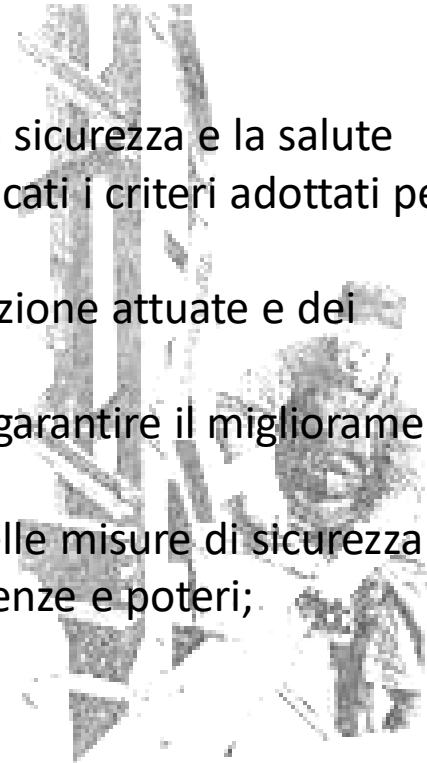 sicurezza e la salute
cati i criteri adottati pe
zione attuate e dei
garantire il migliorame
lle misure di sicurezza
enze e poteri;